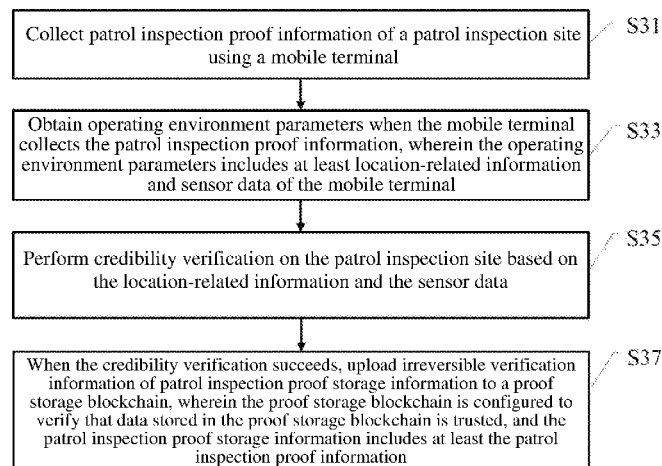 Collect patrol inspection proof information of a patrol inspection site
using a mobile terminal
S31
Obtain operating environment parameters when the mobile terminal
collects the patrol inspection proof information, wherein the operating
environment parameters includes at least location-related information
and sensor data of the mobile terminal
S33
Perform credibility verification on the patrol inspection site based on
the location-related information and the sensor data
S35
When the credibility verification succeeds, upload irreversible verification
information of patrol inspection proof storage information to a proof
storage blockchain, wherein the proof storage blockchain is configured to
verify that data stored in the proof storage blockchain is trusted, and the
patrol inspection proof storage information includes at least the patrol
inspection proof information
S37